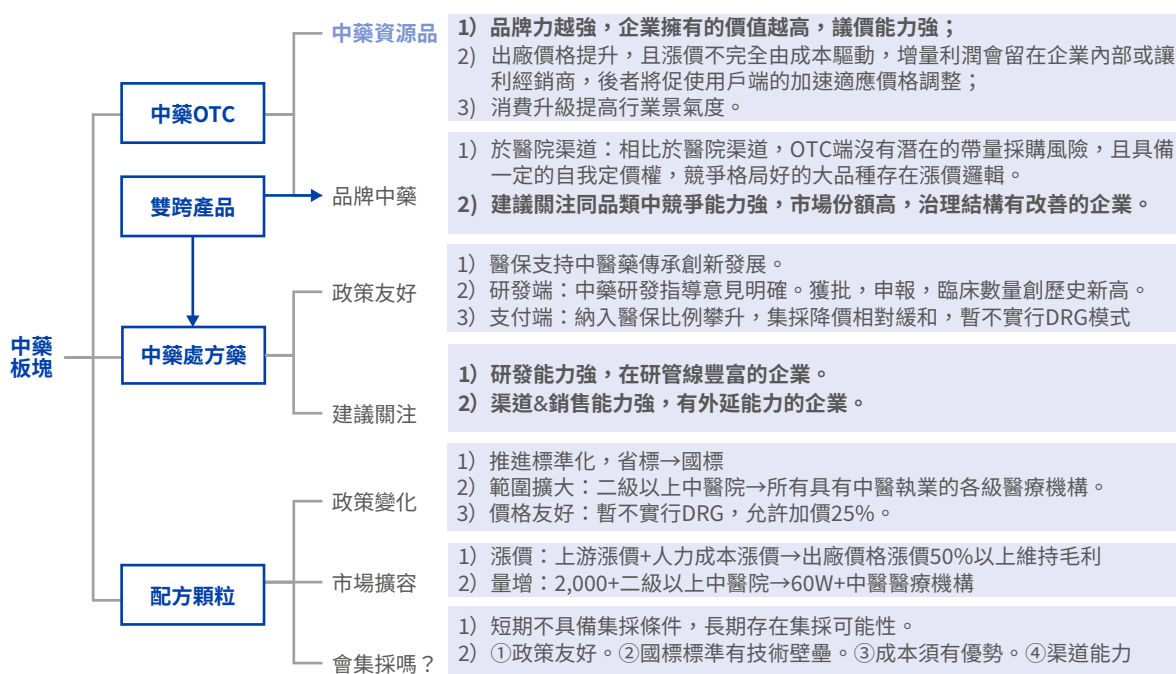 中藥資源品
1) 品牌力越強，企業擁有的價值越高，議價能力強；
2) 出廠價格提升，且漲價不完全由成本驅動，增量利潤會留在企業內部或讓
利經銷商，後者將促使用戶端的加速適應價格調整；
3) 消費升級提高行業景氣度。
中藥OTC
雙跨產品
品牌中藥
1) 於醫院渠道：相比於醫院渠道，OTC端沒有潛在的帶量採購風險，且具備
一定的自我定價權，競爭格局好的大品種存在漲價邏輯。
2) 建議關注同品類中競爭能力強，市場份額高，治理結構有改善的企業。
中藥
板塊
中藥處方藥
政策友好
1) 醫保支持中醫藥傳承創新發展。
2) 研發端：中藥研發指導意見明確。獲批，申報，臨床數量創歷史新高。
3) 支付端：納入醫保比例攀升，集採降價相對緩和，暫不實行DRG模式
建議關注
1) 研發能力強，在研管線豐富的企業。
2) 渠道&銷售能力強，有外延能力的企業。
配方顆粒
政策變化
1) 推進標準化，省標→國標
2) 範圍擴大：二級以上中醫院→所有具有中醫執業的各級醫療機構。
3) 價格友好：暫不實行DRG，允許加價25%。
市場擴容
1) 漲價：上游漲價+人力成本漲價→出廠價格漲價50%以上維持毛利
2) 量增：2,000+二級以上中醫院→60W+中醫醫療機構
會集採嗎？
1) 短期不具備集採條件，長期存在集採可能性。
2) ①政策友好。②國標標準有技術壁壘。③成本須有優勢。④渠道能力